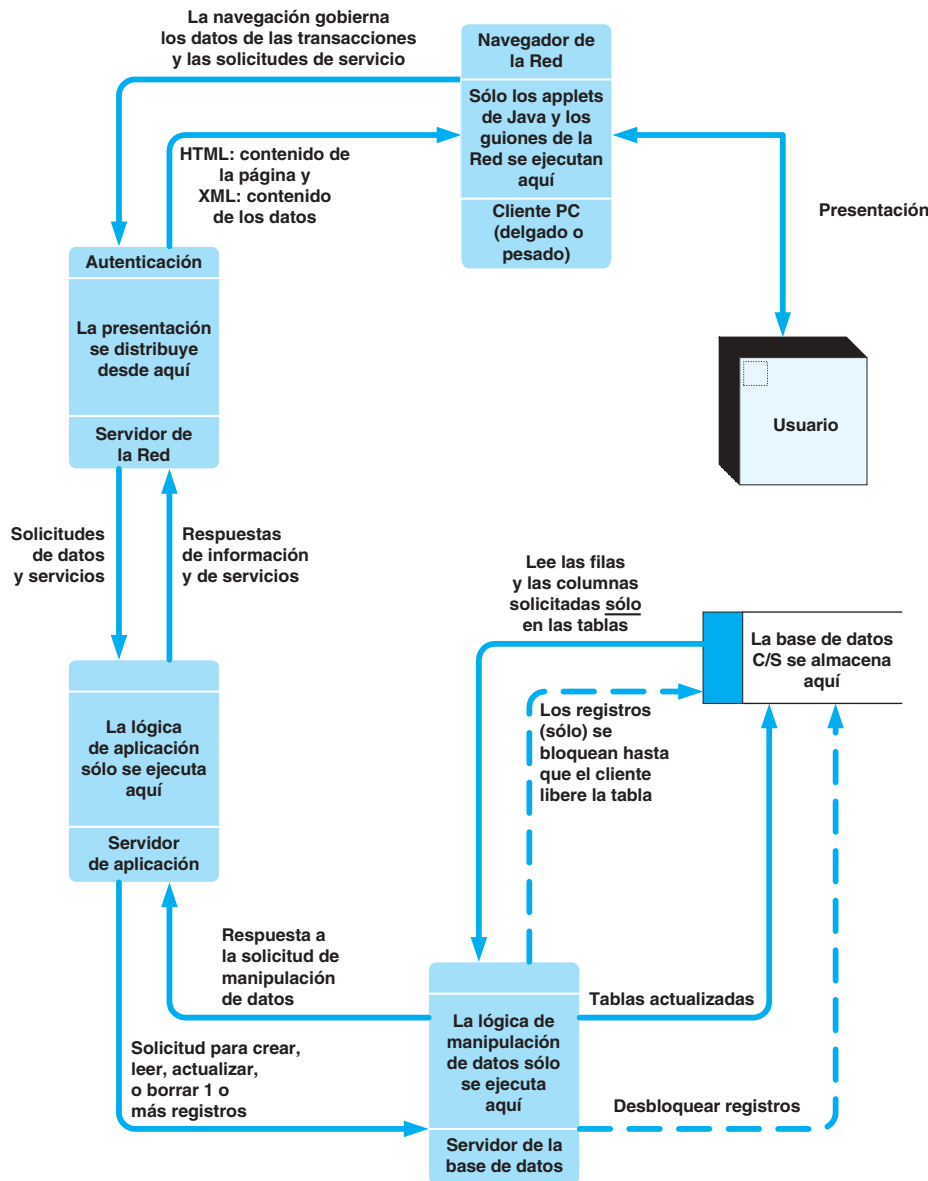 La navegación gobierna
los datos de las transacciones
y las solicitudes de servicio
Navegador de
la Red
Sólo los applets
de Java y los
guiones de la
Red se ejecutan
aquí
Cliente PC
(delgado o
pesado)
HTML: contenido de
la página y
XML: contenido
de los datos
Presentación
Autenticación
La presentación
se distribuye
desde aquí
Servidor de
la Red
Usuario
Solicitudes
de datos
y servicios
Respuestas
de información
y de servicios
Lee las filas
y las columnas
solicitadas sólo
en las tablas
La base de datos
C/S se almacena
aquí
Los registros
(sólo) se
bloquean hasta
que el cliente
libere la tabla
La lógica
de aplicación
sólo se ejecuta
aquí
Servidor
de aplicación
Respuesta a
la solicitud de
manipulación
de datos
Tablas actualizadas
La lógica de
manipulación
de datos sólo
se ejecuta
aquí
Servidor de la
base de datos
Solicitud para crear,
leer, actualizar,
o borrar 1 o
más registros
Desbloquear registros